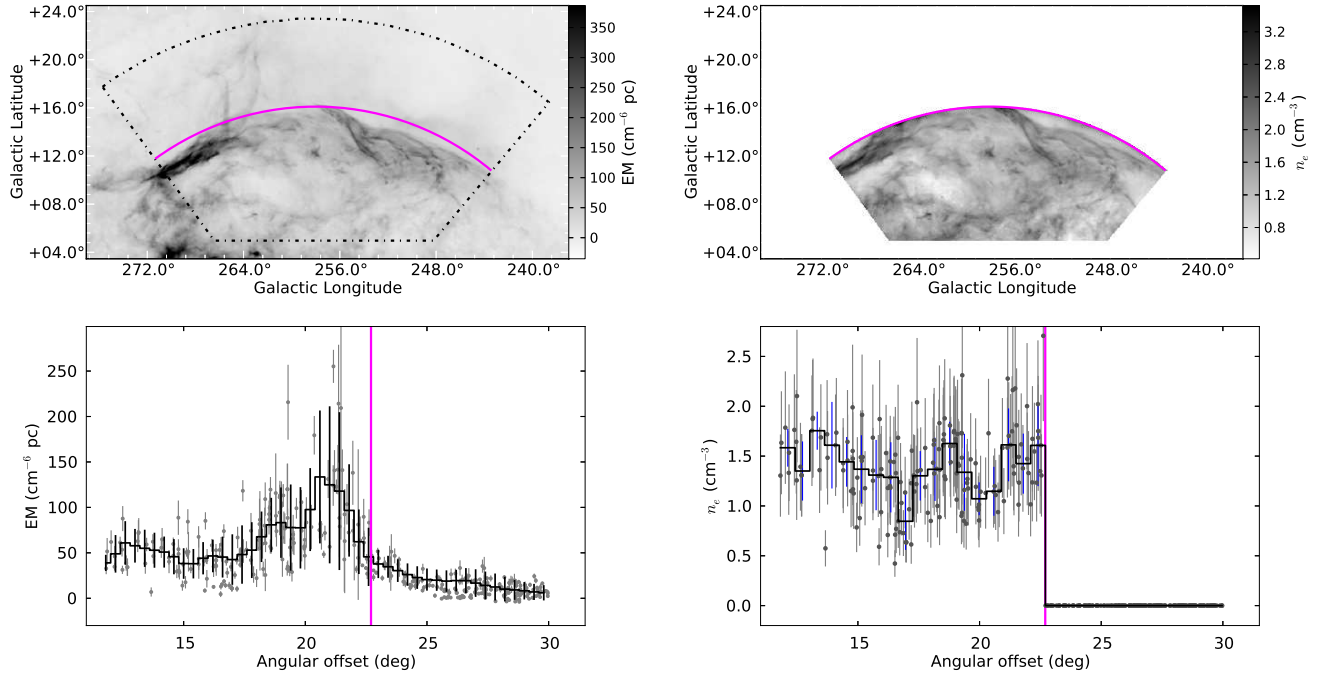 +24.0°
+20.0°
+16.0°
+12.0°
+08.0°
+04.0°
Galactic Latitude
272.0° 264.0° 256.0° 248.0° 240.0°
Galactic Longitude
350
300
250
200
150
100
50
0
EM (cm⁻⁶ pc)
+24.0°
+20.0°
+16.0°
+12.0°
+08.0°
+04.0°
Galactic Latitude
272.0° 264.0° 256.0° 248.0° 240.0°
Galactic Longitude
3.2
2.8
2.4
2.0
1.6
1.2
0.8
nₑ (cm⁻³)
250
200
150
100
50
0
EM (cm⁻⁶ pc)
15 20 25 30
Angular offset (deg)
2.5
2.0
1.5
1.0
0.5
0.0
nₑ (cm⁻³)
15 20 25 30
Angular offset (deg)